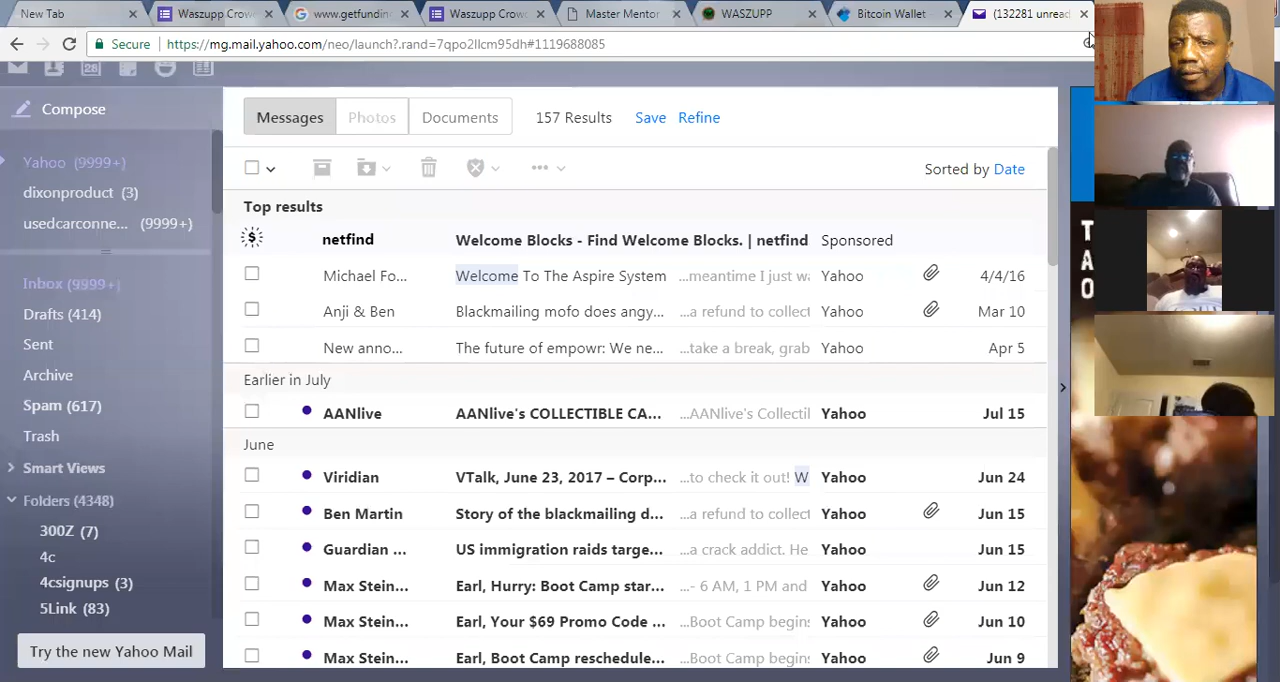 New Tab
Waszupp Crow
www.getfundin
Waszupp Crow
Master Mentor
WASZUPP
Bitcoin Wallet
(132281 unread
Secure https://mg.mail.yahoo.com/neo/launch?.rand=7qpo2llcm95dh#1119688085
28
Compose
Yahoo (9999+)
dixonproduct (3)
usedcarconne... (9999+)
Inbox (9999+)
Drafts (414)
Sent
Archive
Spam (617)
Trash
Smart Views
Folders (4348)
300Z (7)
4c
4csignups (3)
5Link (83)
Try the new Yahoo Mail
Messages Photos Documents 157 Results Save Refine
Sorted by Date
Top results
netfind Welcome Blocks - Find Welcome Blocks. | netfind Sponsored
Michael Fo... Welcome To The Aspire System ...meantime I just wa Yahoo 4/4/16
Anji & Ben Blackmailing mofo does angy... ...a refund to collect Yahoo Mar 10
New anno... The future of empowr: We ne... ...take a break, grab Yahoo Apr 5
Earlier in July
AANlive AANlive's COLLECTIBLE CA... ...AANlive's Collectil Yahoo Jul 15
June
Viridian VTalk, June 23, 2017 – Corp... ...to check it out! W Yahoo Jun 24
Ben Martin Story of the blackmailing d... ...a refund to collect Yahoo Jun 15
Guardian ... US immigration raids targe... ...a crack addict. He Yahoo Jun 15
Max Stein... Earl, Hurry: Boot Camp star... ...- 6 AM, 1 PM and Yahoo Jun 12
Max Stein... Earl, Your $69 Promo Code ... ...Boot Camp begins Yahoo Jun 10
Max Stein... Earl, Boot Camp reschedule... ...Boot Camp begins Yahoo Jun 9
T
A
O